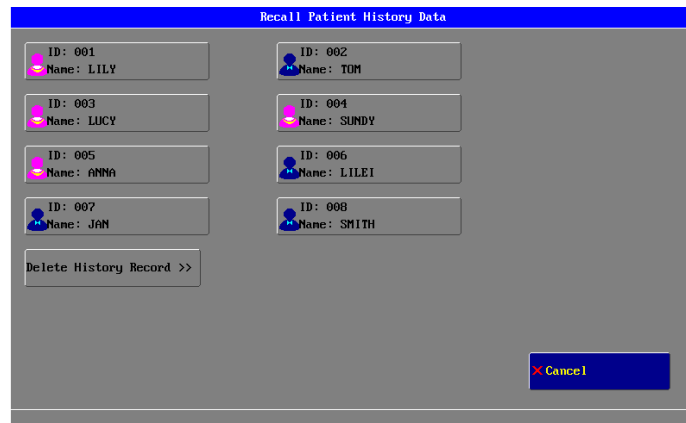 Recall Patient History Data
ID: 001
Name: LILY
ID: 002
Name: TOM
ID: 003
Name: LUCY
ID: 004
Name: SUNDY
ID: 005
Name: ANNA
ID: 006
Name: LILEI
ID: 007
Name: JAN
ID: 008
Name: SMITH
Delete History Record >>
Cancel